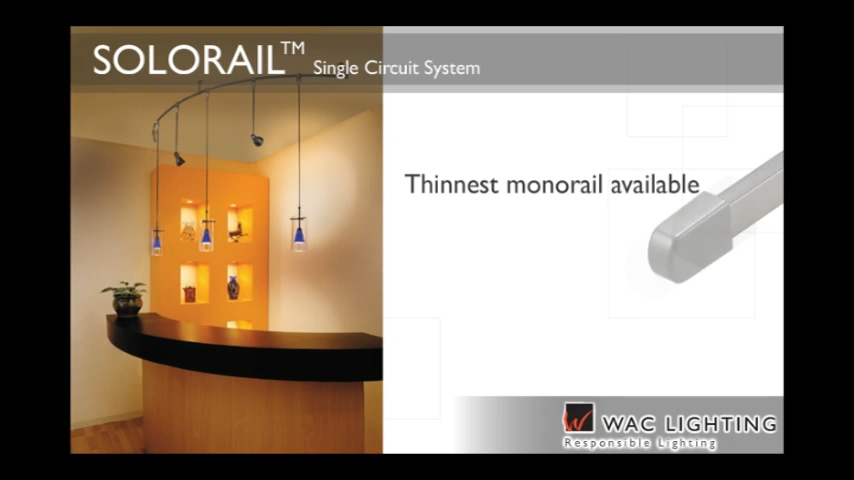 SOLORAIL™ Single Circuit System
Thinnest monorail available
WAC LIGHTING
Responsible Lighting